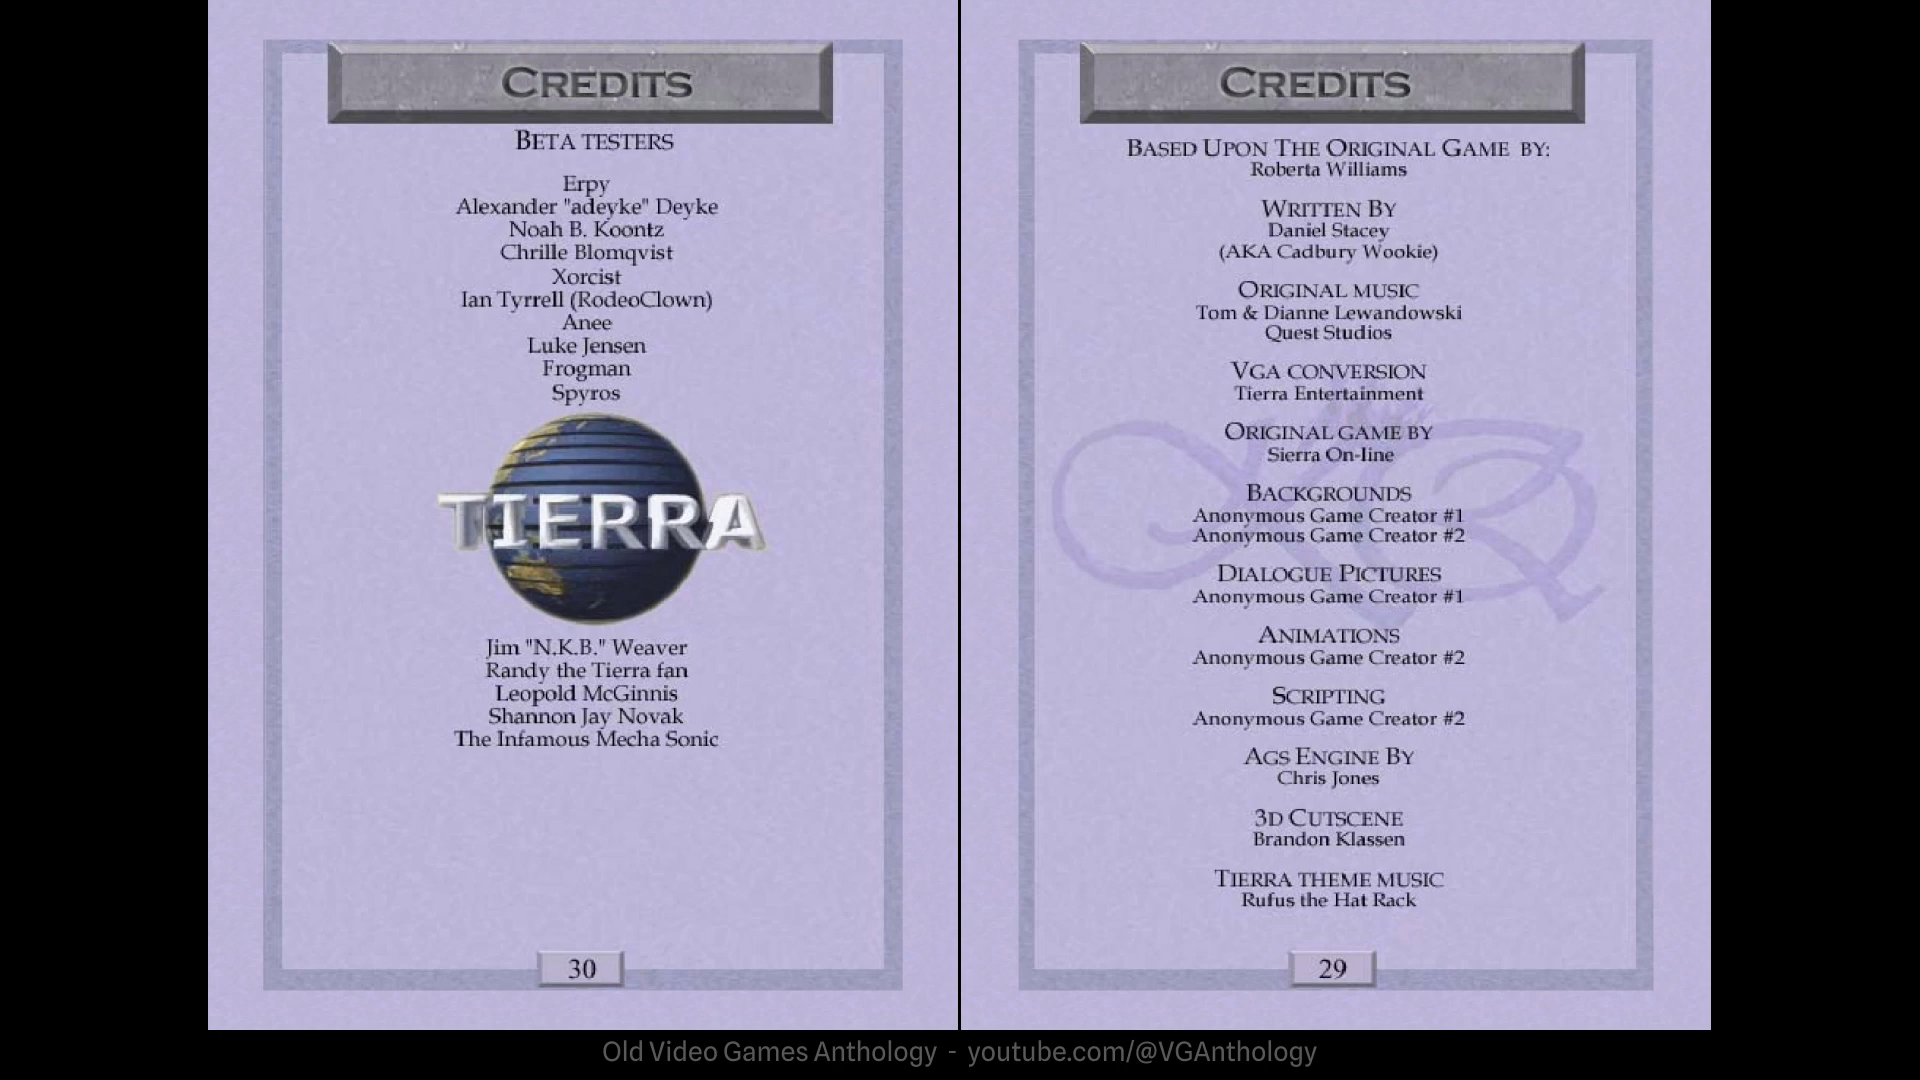 CREDITS
BETA TESTERS
Erpy
Alexander "adeyke" Deyke
Noah B. Koontz
Chrille Blomqvist
Xorcist
Ian Tyrrell (RodeoClown)
Anee
Luke Jensen
Frogman
Spyros
TIERRA
Jim "N.K.B." Weaver
Randy the Tierra fan
Leopold McGinnis
Shannon Jay Novak
The Infamous Mecha Sonic
30
CREDITS
BASED UPON THE ORIGINAL GAME BY:
Roberta Williams
WRITTEN BY
Daniel Stacey
(AKA Cadbury Wookie)
ORIGINAL MUSIC
Tom & Dianne Lewandowski
Quest Studios
VGA CONVERSION
Tierra Entertainment
ORIGINAL GAME BY
Sierra On-line
BACKGROUNDS
Anonymous Game Creator #1
Anonymous Game Creator #2
DIALOGUE PICTURES
Anonymous Game Creator #1
ANIMATIONS
Anonymous Game Creator #2
SCRIPTING
Anonymous Game Creator #2
AGS ENGINE BY
Chris Jones
3D CUTSCENE
Brandon Klassen
TIERRA THEME MUSIC
Rufus the Hat Rack
29
Old Video Games Anthology - youtube.com/@VGAnthology